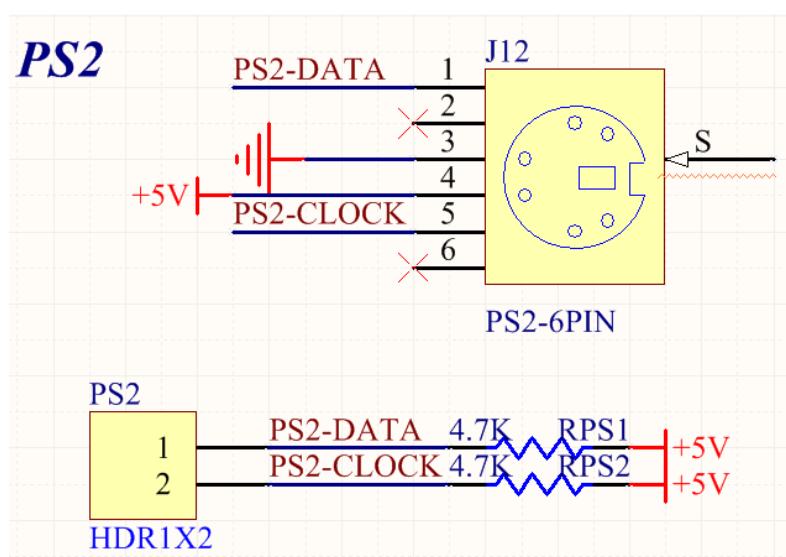 PS2
J12
PS2-DATA 1
2
3
S
+5V 4
PS2-CLOCK 5
6
PS2-6PIN
PS2
1 PS2-DATA 4.7K RPS1 +5V
2 PS2-CLOCK 4.7K RPS2 +5V
HDR1X2